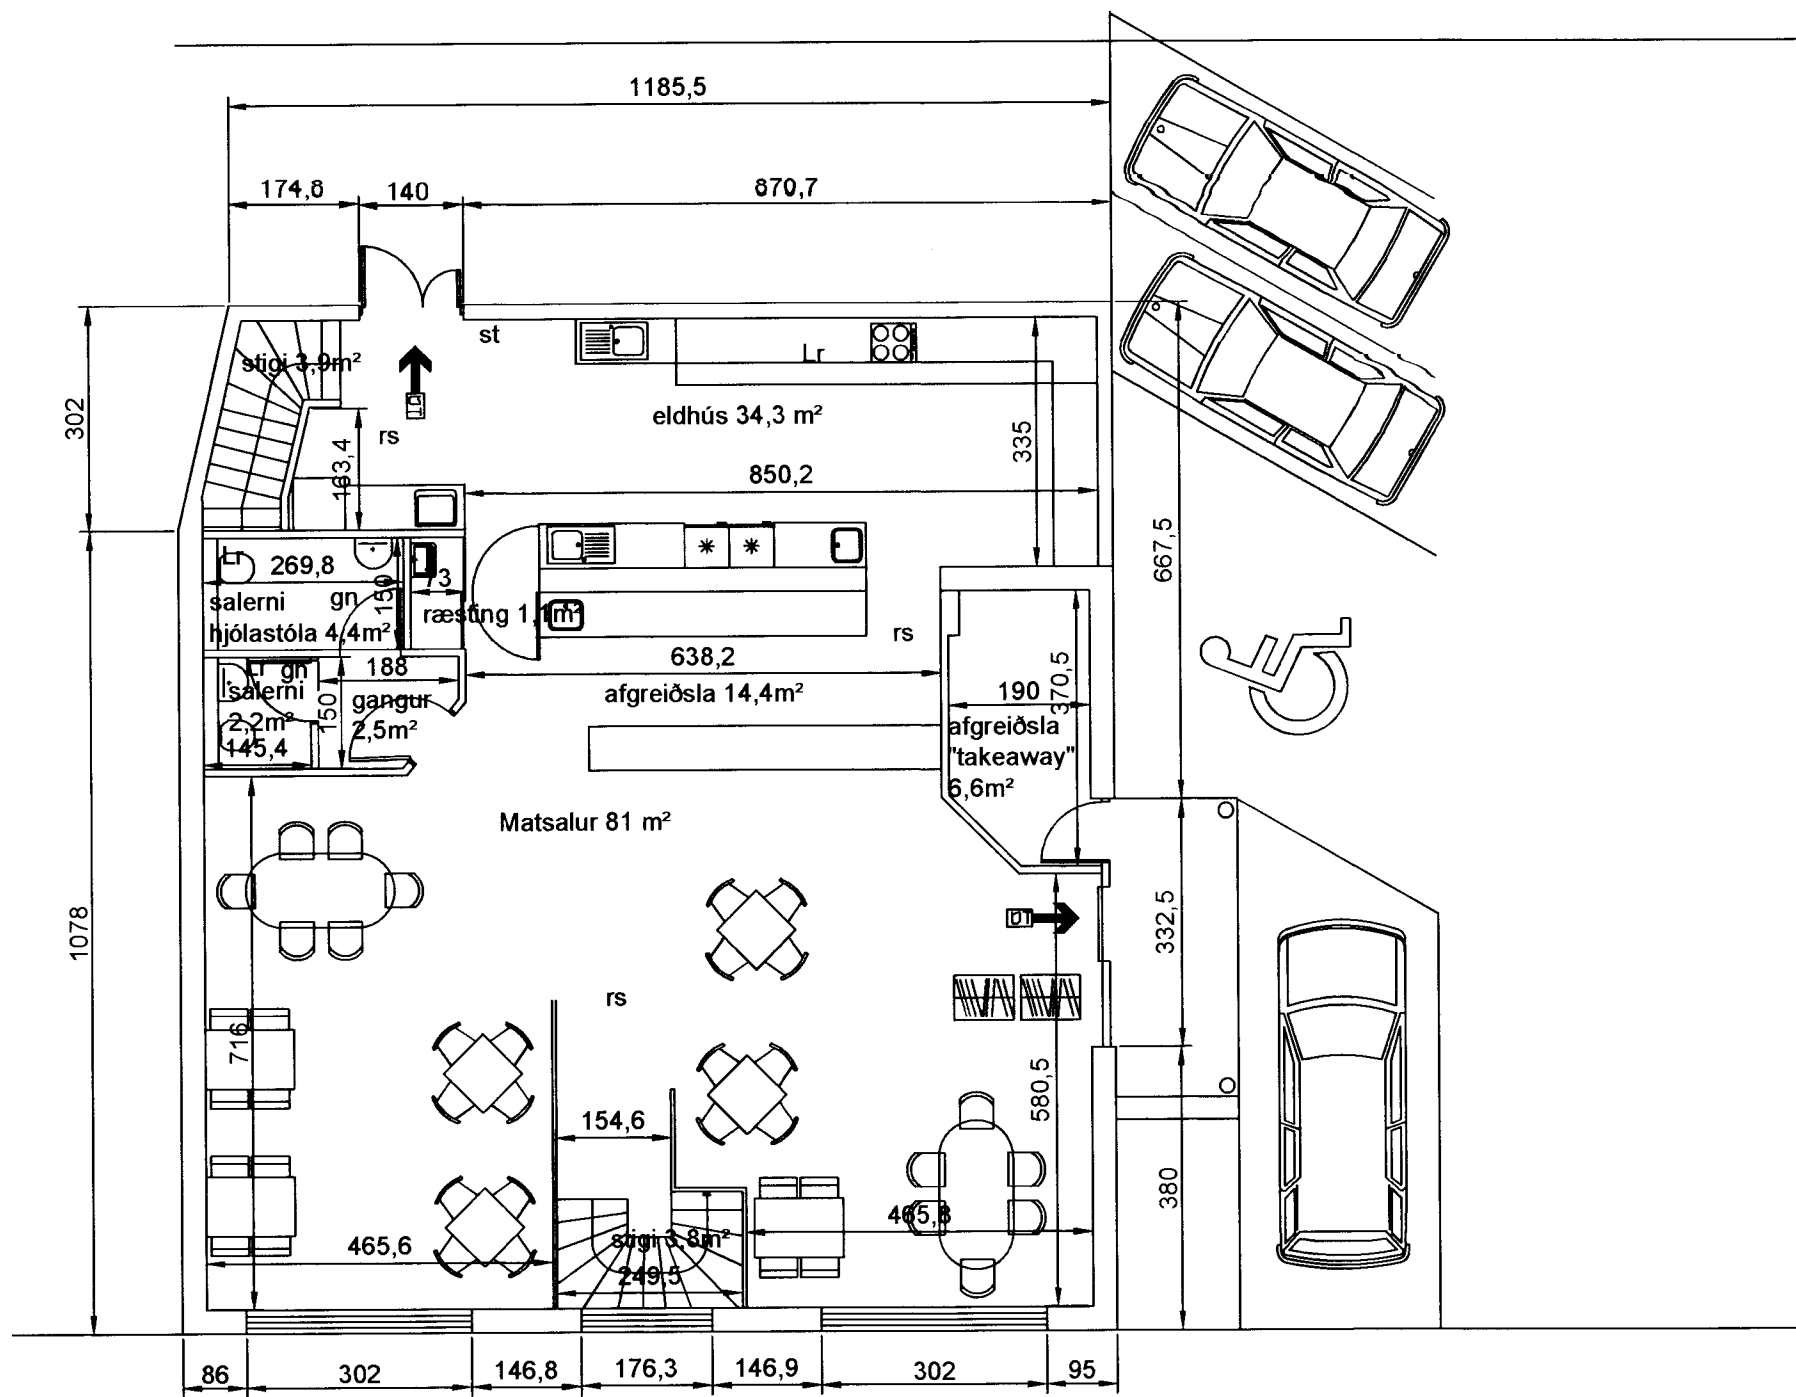 1185,5
174,8
140
870,7
st
stigi 3,9m²
Lr
302
rs
eldhús 34,3 m²
335
163,4
850,2
667,5
Lr
269,8
150
73
salerni
gn
ræsting 1,1m²
hjólastóla 4,4m²
rs
Lr
gn
188
638,2
salerni
gangur
afgreiðsla 14,4m²
190
370,5
2,2m²
150
2,5m²
afgreiðsla
145,4
"takeaway"
6,6m²
Matsalur 81 m²
1078
332,5
rs
716
580,5
154,6
380
465,8
465,6
stigi 3,8m²
249,5
86
302
146,8
176,3
146,9
302
95